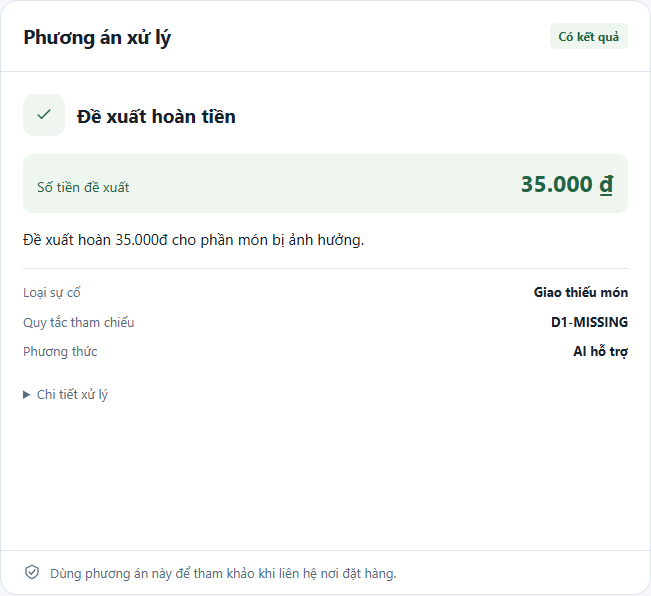 Phương án xử lý
Có kết quả
Đề xuất hoàn tiền
Số tiền đề xuất
35.000 ₫
Đề xuất hoàn 35.000đ cho phần món bị ảnh hưởng.
Loại sự cố
Giao thiếu món
Quy tắc tham chiếu
D1-MISSING
Phương thức
AI hỗ trợ
▶ Chi tiết xử lý
Dùng phương án này để tham khảo khi liên hệ nơi đặt hàng.